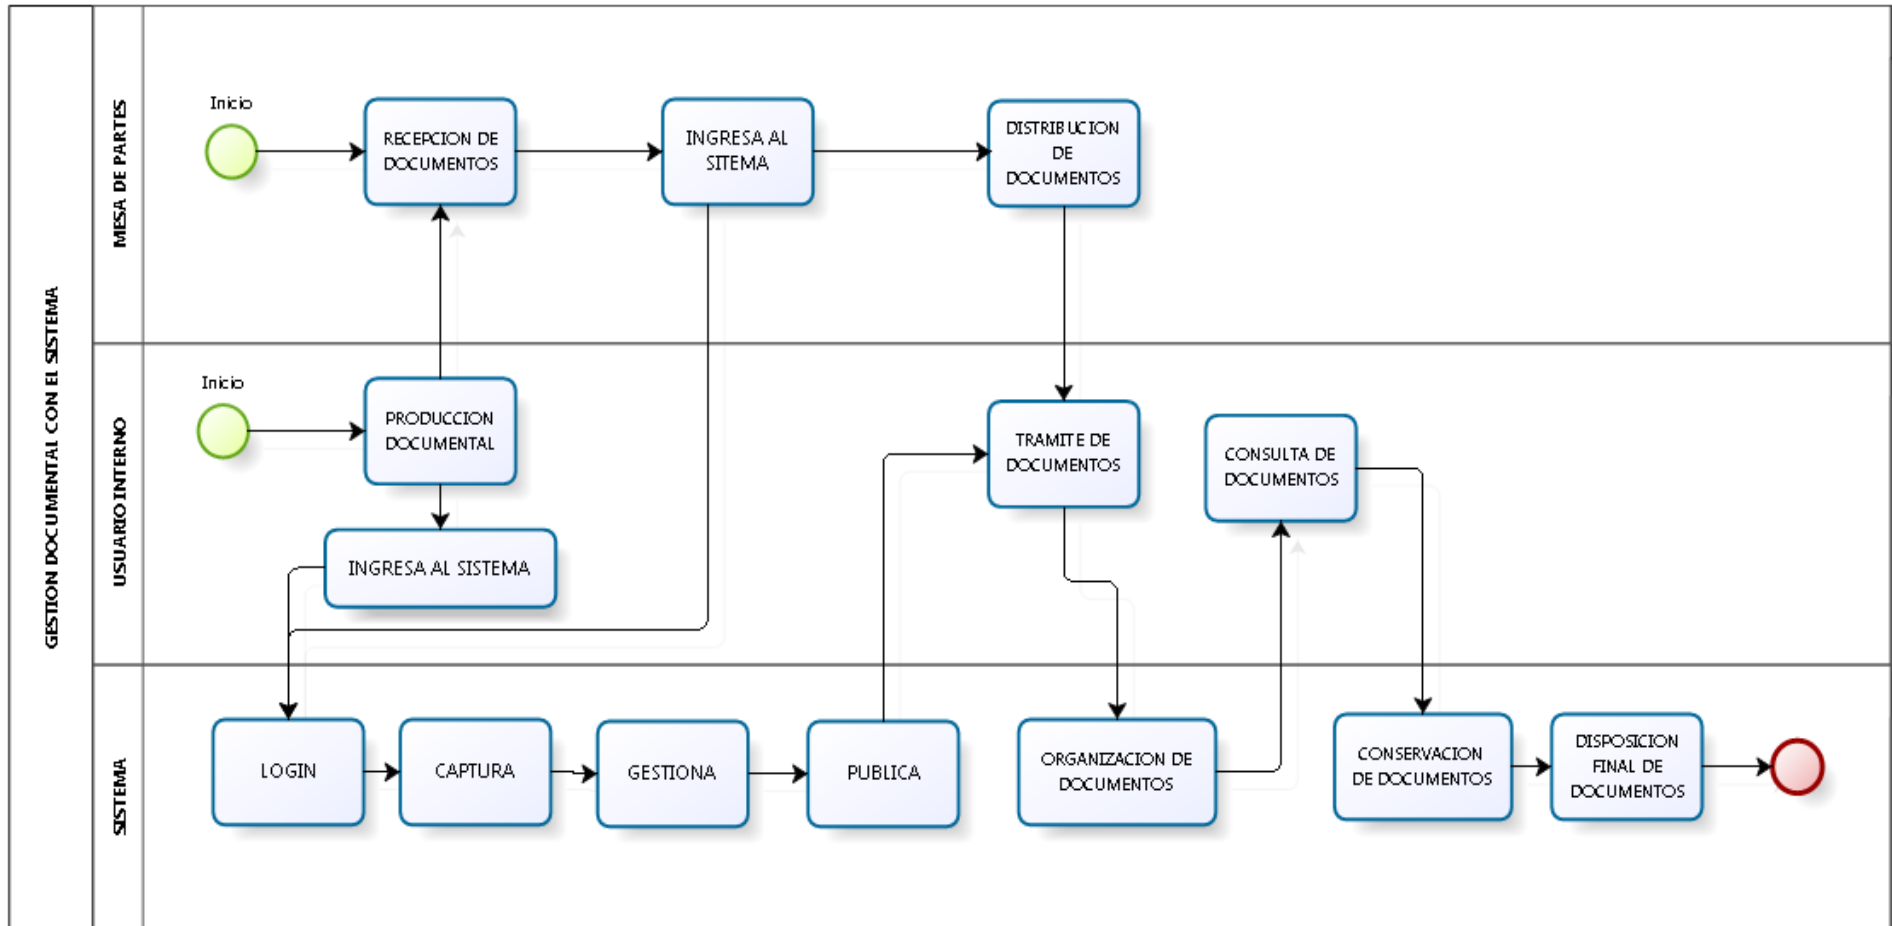 GESTION DOCUMENTAL CON EL SISTEMA
MESA DE PARTES
Inicio
RECEPCION DE
DOCUMENTOS
INGRESA AL
SITEMA
DISTRIBUCION
DE
DOCUMENTOS
USUARIO INTERNO
Inicio
PRODUCCION
DOCUMENTAL
INGRESA AL SISTEMA
TRAMITE DE
DOCUMENTOS
CONSULTA DE
DOCUMENTOS
SISTEMA
LOGIN
CAPTURA
GESTIONA
PUBLICA
ORGANIZACION DE
DOCUMENTOS
CONSERVACION
DE DOCUMENTOS
DISPOSICION
FINAL DE
DOCUMENTOS